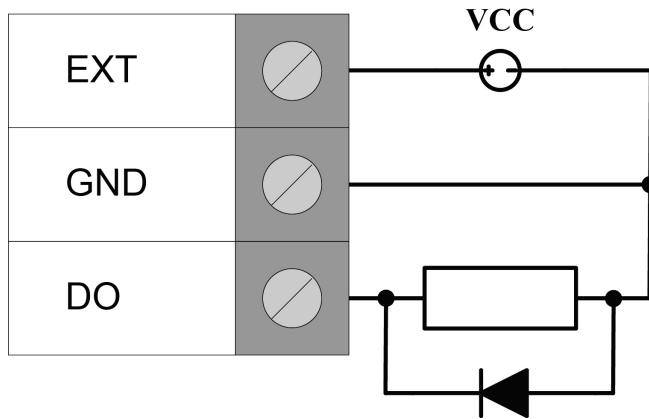 VCC
EXT
+ -
GND
DO